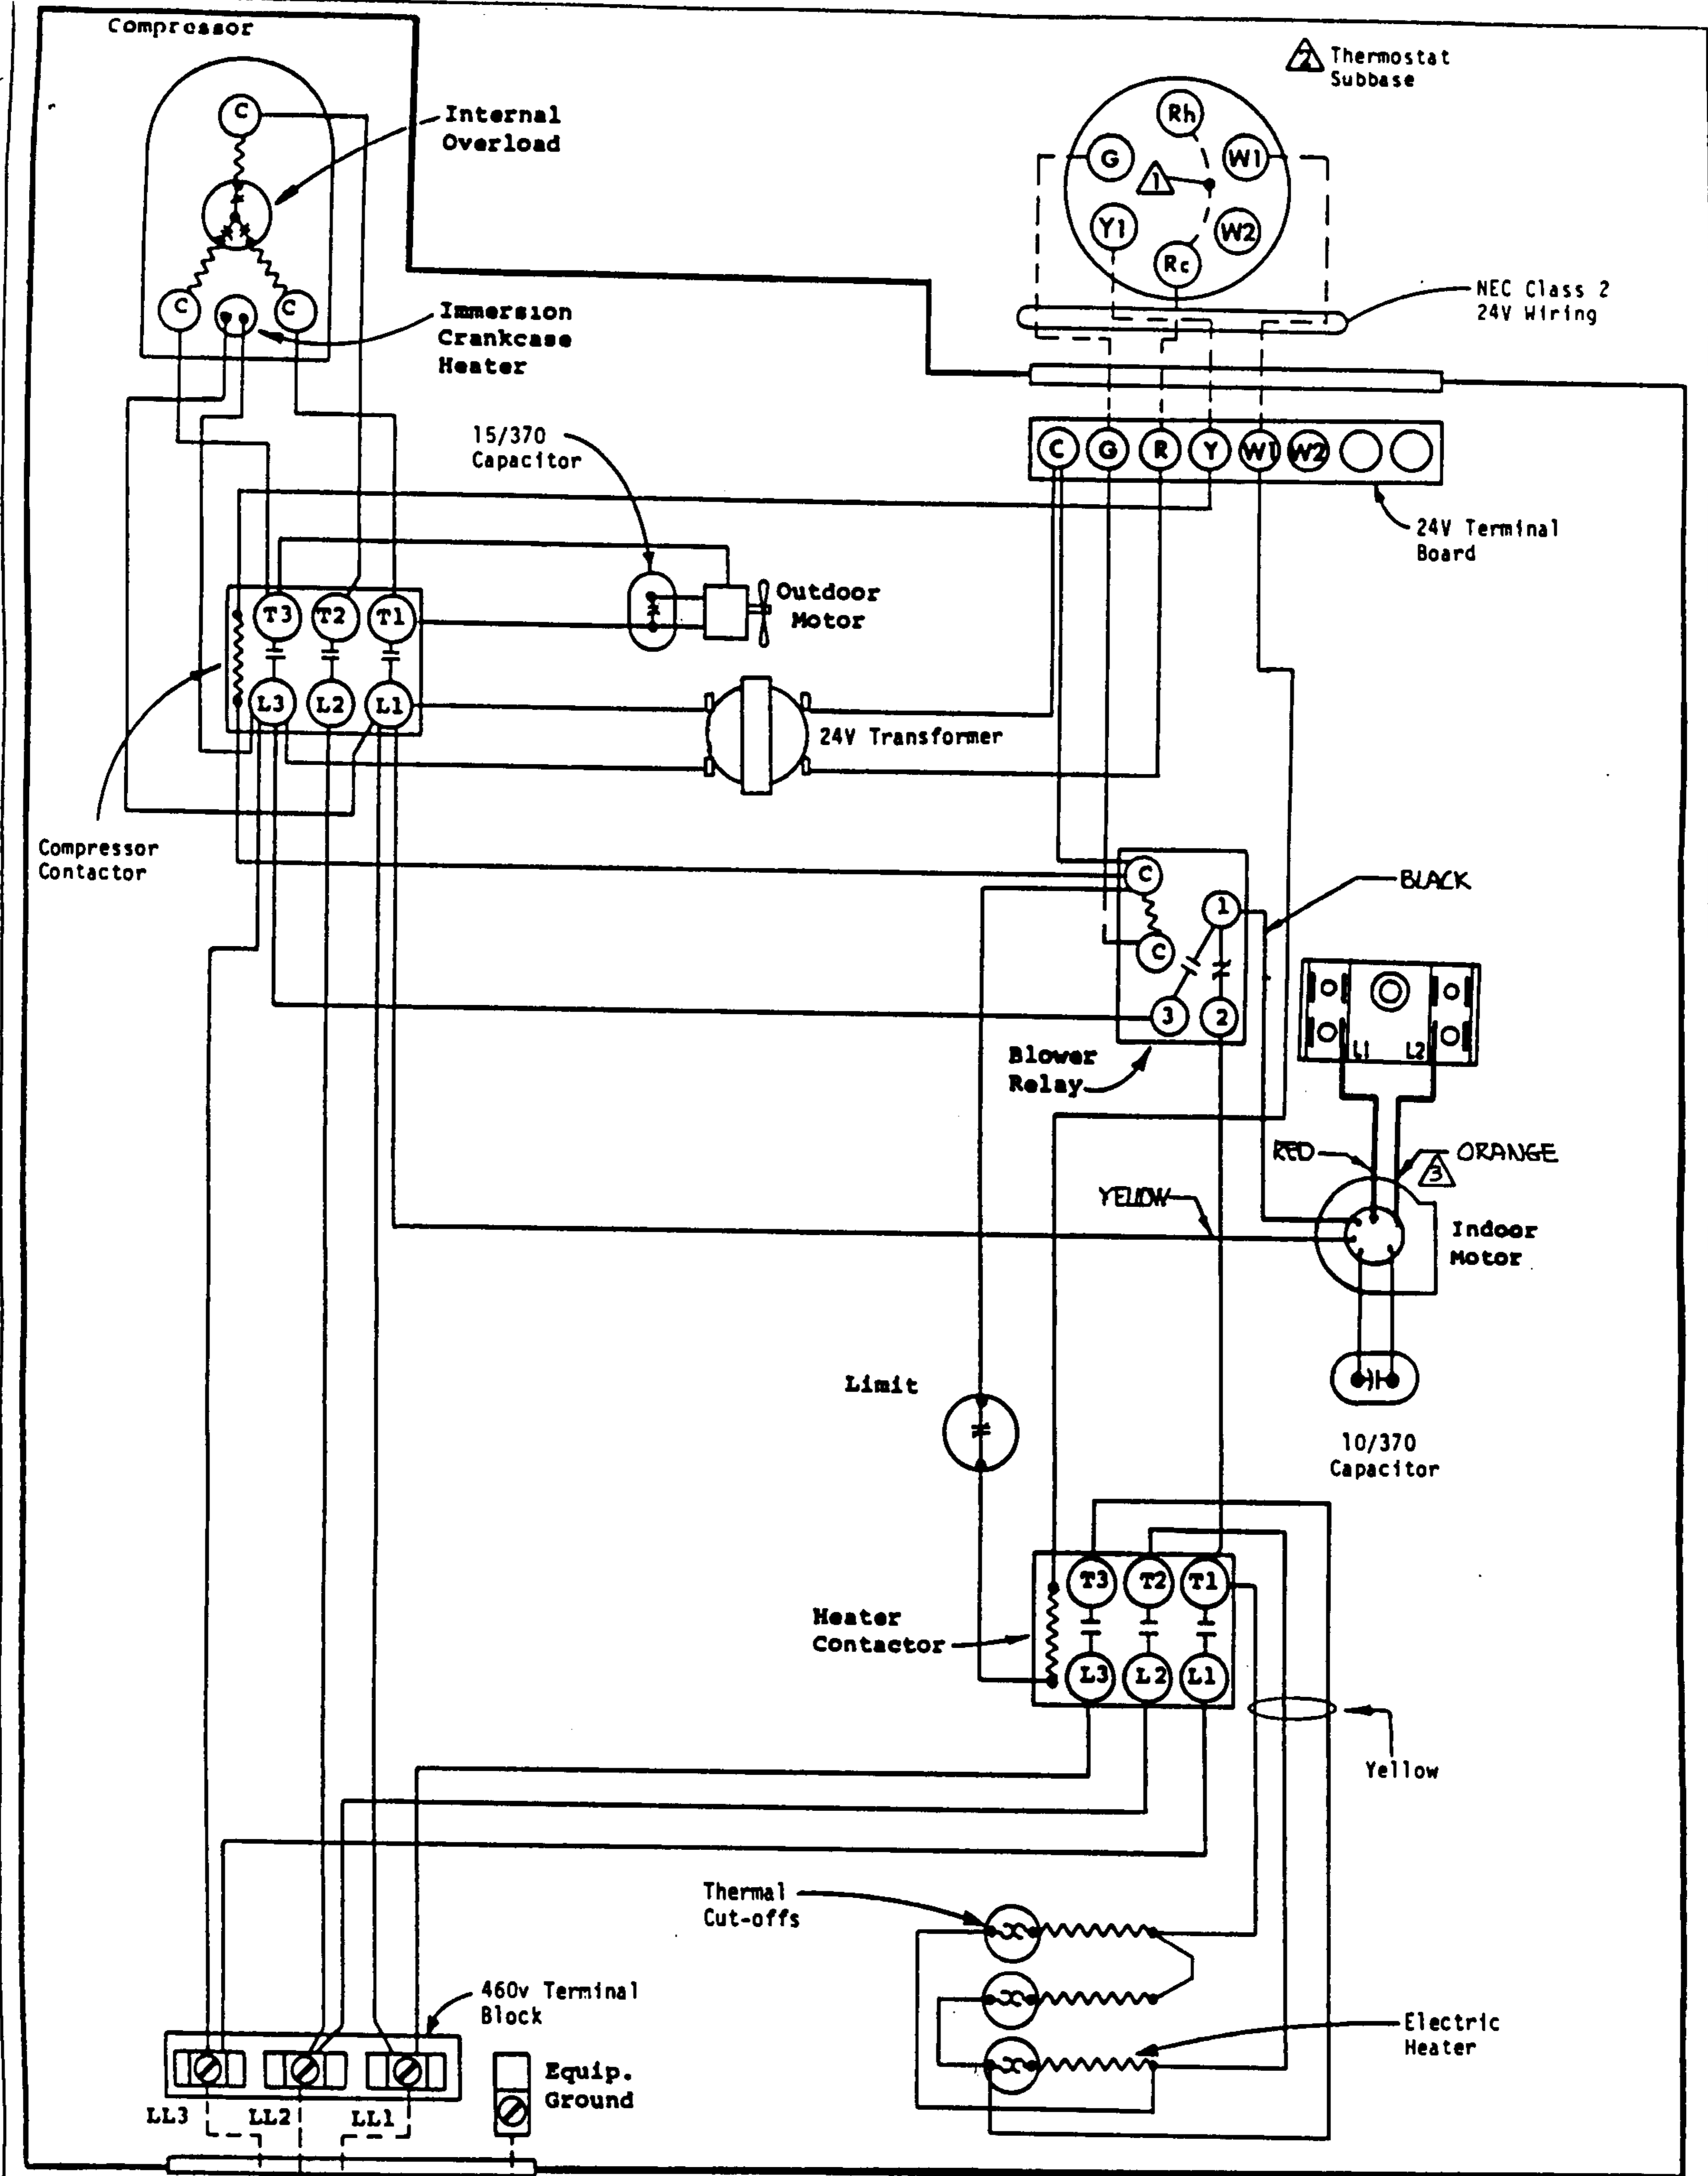 Compressor
2 Thermostat
Subbase
C
Internal
Overload
Rh
G
W1
1
Y1
W2
Rc
C
C
Immersion
Crankcase
Heater
NEC Class 2
24V Wiring
15/370
Capacitor
C G R Y W1 W2
24V Terminal
Board
T3 T2 T1
Outdoor
Motor
L3 L2 L1
24V Transformer
Compressor
Contactor
C
BLACK
1
C
3 2
L1 L2
Blower
Relay
RED
ORANGE
3
YELLOW
Indoor
Motor
Limit
10/370
Capacitor
T3 T2 T1
Heater
Contactor
L3 L2 L1
Yellow
Thermal
Cut-offs
460v Terminal
Block
Electric
Heater
Equip.
Ground
LL3 LL2 LL1